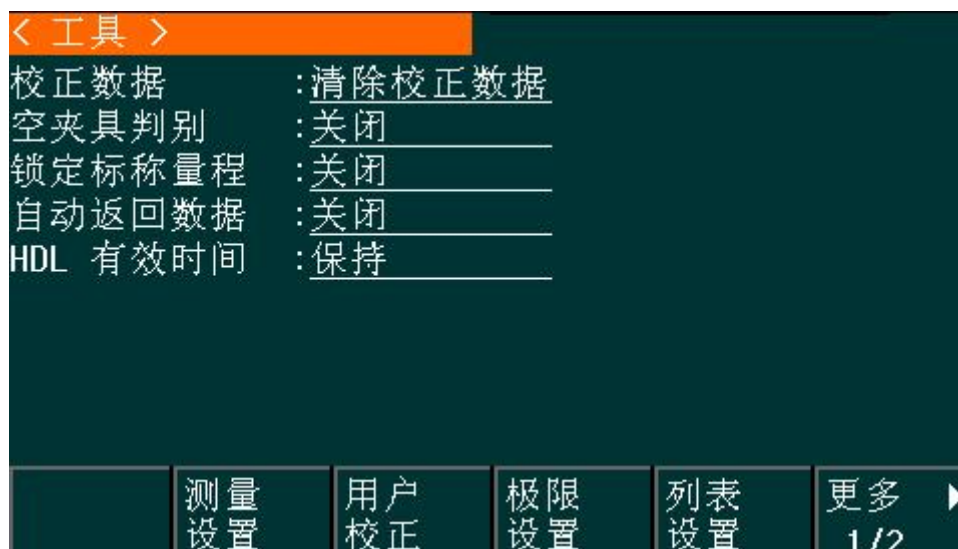 < 工具 >
校正数据 :清除校正数据
空夹具判别 :关闭
锁定标称量程 :关闭
自动返回数据 :关闭
HDL 有效时间 :保持
测量设置
用户校正
极限设置
列表设置
更多 1/2